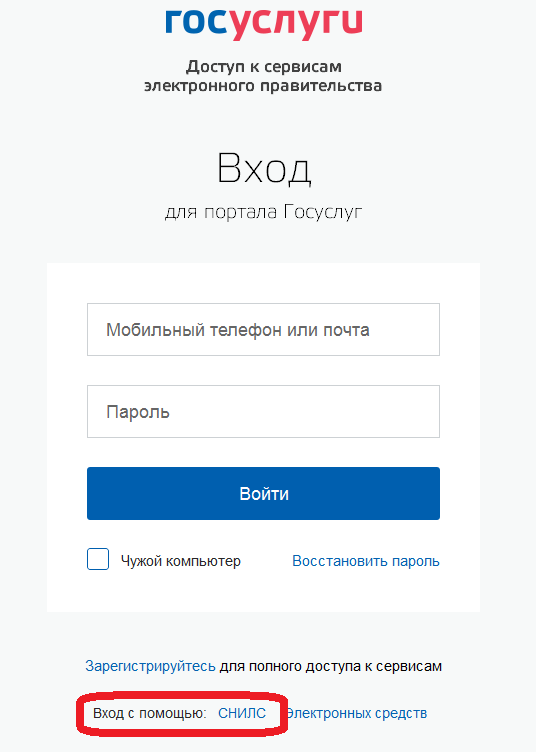 госуслуги
Доступ к сервисам
электронного правительства
Вход
для портала Госуслуг
Мобильный телефон или почта
Пароль
Войти
Чужой компьютер Восстановить пароль
Зарегистрируйтесь для полного доступа к сервисам
Вход с помощью: СНИЛС Электронных средств